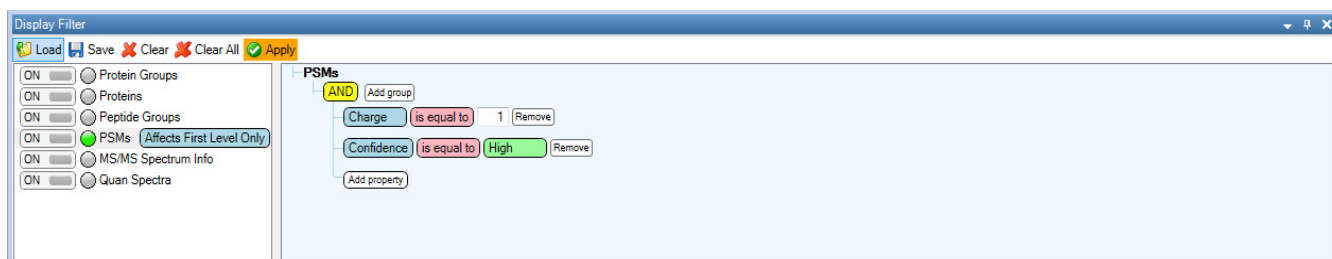 Display Filter
Load Save Clear Clear All Apply
ON Protein Groups
ON Proteins
ON Peptide Groups
ON PSMs Affects First Level Only
ON MS/MS Spectrum Info
ON Quan Spectra
PSMs
AND Add group
Charge is equal to 1 Remove
Confidence is equal to High Remove
Add property